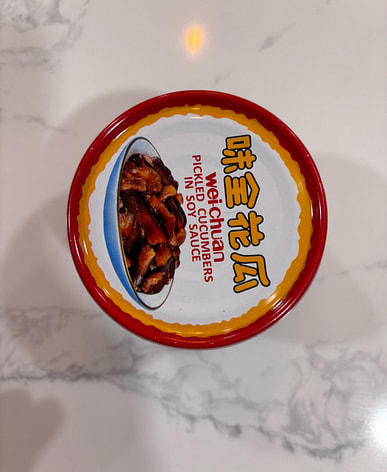 味全花瓜
weichuan
PICKLED CUCUMBERS
IN SOY SAUCE